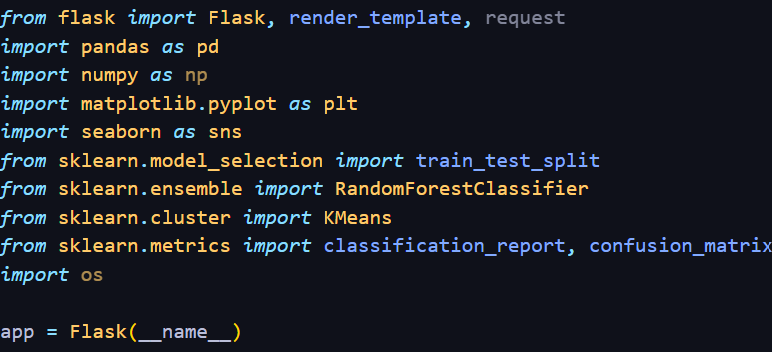 from flask import Flask, render_template, request
import pandas as pd
import numpy as np
import matplotlib.pyplot as plt
import seaborn as sns
from sklearn.model_selection import train_test_split
from sklearn.ensemble import RandomForestClassifier
from sklearn.cluster import KMeans
from sklearn.metrics import classification_report, confusion_matrix
import os
app = Flask(__name__)